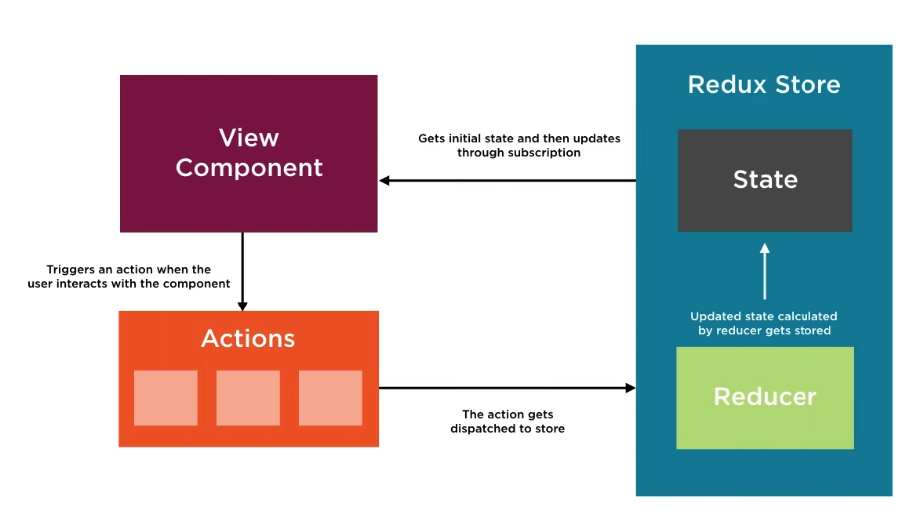 Redux Store
View
Component
Gets initial state and then updates
through subscription
State
Triggers an action when the
user interacts with the component
Actions
Updated state calculated
by reducer gets stored
Reducer
The action gets
dispatched to store